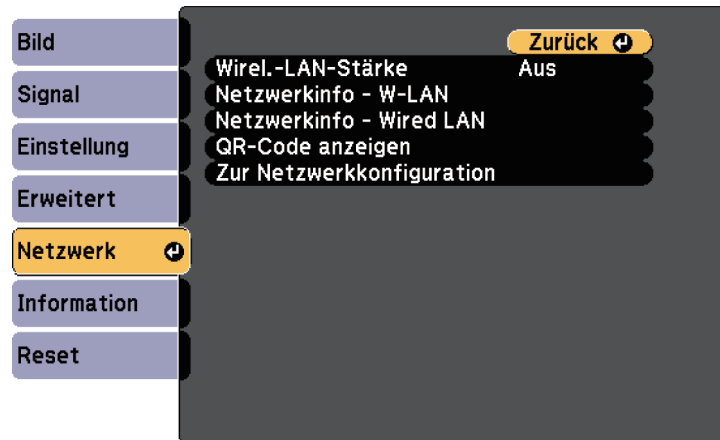 Bild
Signal
Einstellung
Erweitert
Netzwerk
Information
Reset
Zurück
Wirel.-LAN-Stärke Aus
Netzwerkinfo - W-LAN
Netzwerkinfo - Wired LAN
QR-Code anzeigen
Zur Netzwerkkonfiguration